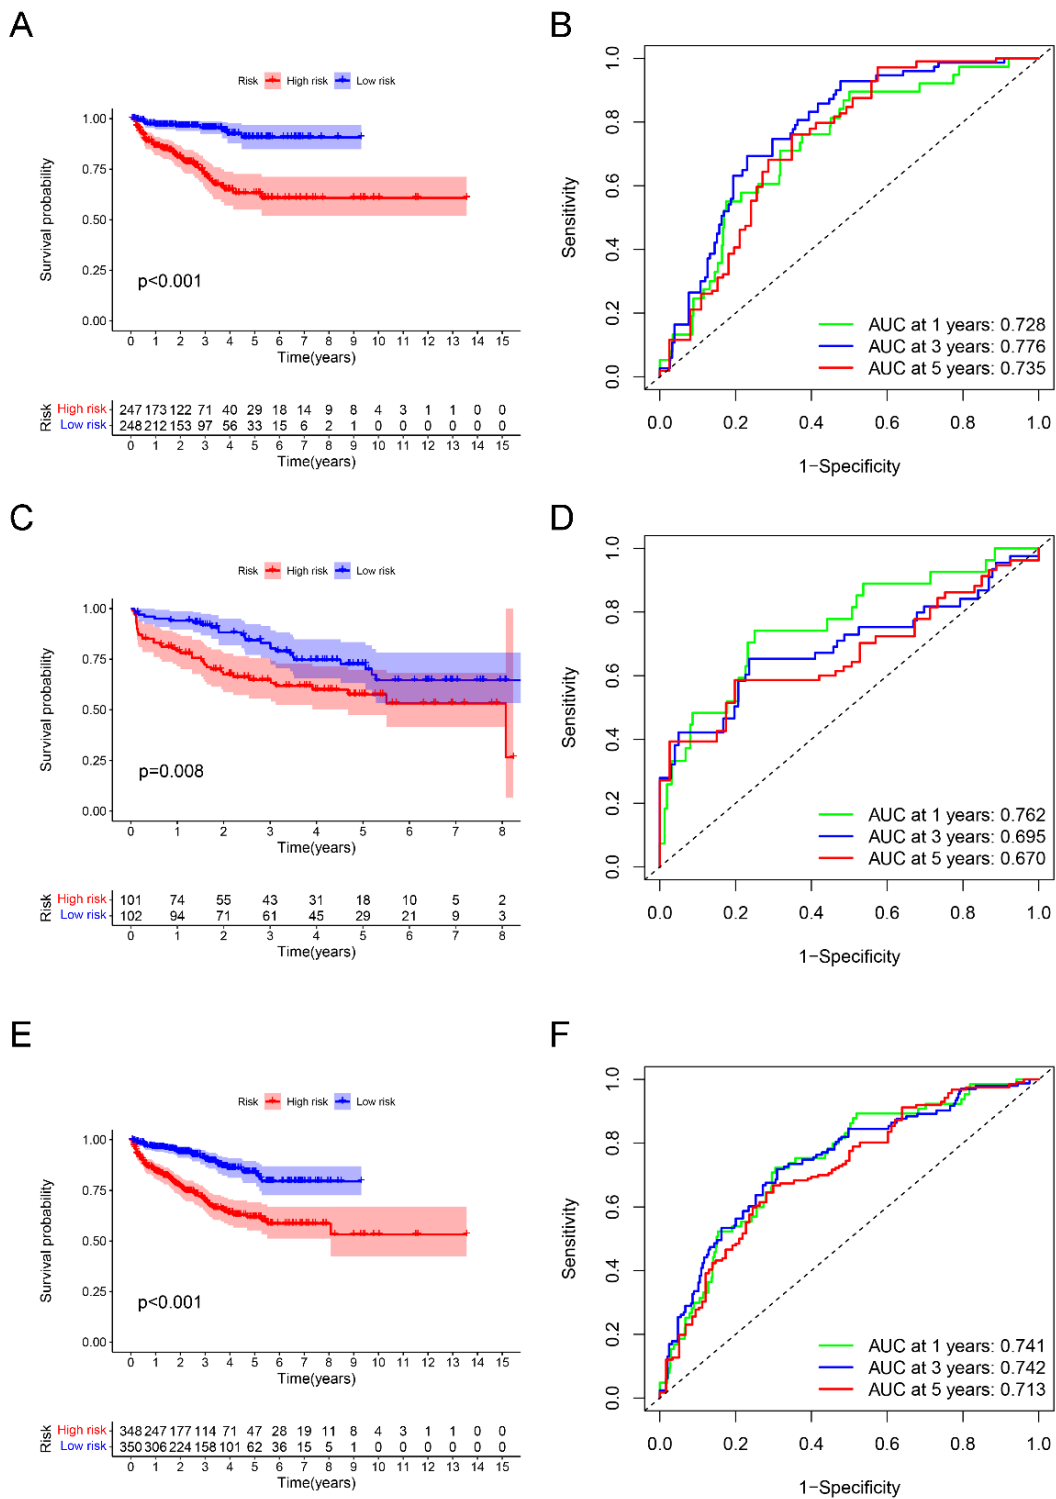 A
Risk High risk Low risk
Survival probability
1.00
0.75
0.50
0.25
0.00
p<0.001
0 1 2 3 4 5 6 7 8 9 10 11 12 13 14 15
Time(years)
Risk
High risk 247 173 122 71 40 29 18 14 9 8 4 3 1 1 0 0
Low risk 248 212 153 97 56 33 15 6 2 1 0 0 0 0 0 0
0 1 2 3 4 5 6 7 8 9 10 11 12 13 14 15
Time(years)
B
Sensitivity
1.0
0.8
0.6
0.4
0.2
0.0
AUC at 1 years: 0.728
AUC at 3 years: 0.776
AUC at 5 years: 0.735
0.0 0.2 0.4 0.6 0.8 1.0
1−Specificity
C
Risk High risk Low risk
Survival probability
1.00
0.75
0.50
0.25
0.00
p=0.008
0 1 2 3 4 5 6 7 8
Time(years)
Risk
High risk 101 74 55 43 31 18 10 5 2
Low risk 102 94 71 61 45 29 21 9 3
0 1 2 3 4 5 6 7 8
Time(years)
D
Sensitivity
1.0
0.8
0.6
0.4
0.2
0.0
AUC at 1 years: 0.762
AUC at 3 years: 0.695
AUC at 5 years: 0.670
0.0 0.2 0.4 0.6 0.8 1.0
1−Specificity
E
Risk High risk Low risk
Survival probability
1.00
0.75
0.50
0.25
0.00
p<0.001
0 1 2 3 4 5 6 7 8 9 10 11 12 13 14 15
Time(years)
Risk
High risk 348 247 177 114 71 47 28 19 11 8 4 3 1 1 0 0
Low risk 350 306 224 158 101 62 36 15 5 1 0 0 0 0 0 0
0 1 2 3 4 5 6 7 8 9 10 11 12 13 14 15
Time(years)
F
Sensitivity
1.0
0.8
0.6
0.4
0.2
0.0
AUC at 1 years: 0.741
AUC at 3 years: 0.742
AUC at 5 years: 0.713
0.0 0.2 0.4 0.6 0.8 1.0
1−Specificity